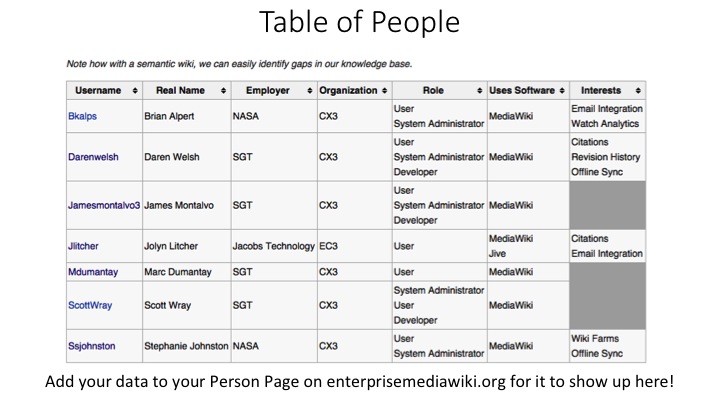 Table of People
Note how with a semantic wiki, we can easily identify gaps in our knowledge base.
Username Real Name Employer Organization Role Uses Software Interests
Bkalps Brian Alpert NASA CX3 User System Administrator MediaWiki Email Integration Watch Analytics
Darenwelsh Daren Welsh SGT CX3 User System Administrator Developer MediaWiki Citations Revision History Offline Sync
Jamesmontalvo3 James Montalvo SGT CX3 User System Administrator Developer MediaWiki
Jlitcher Jolyn Litcher Jacobs Technology EC3 User MediaWiki Jive Citations Email Integration
Mdumantay Marc Dumantay SGT CX3 User MediaWiki
ScottWray Scott Wray SGT CX3 System Administrator User Developer MediaWiki
Ssjohnston Stephanie Johnston NASA CX3 User System Administrator MediaWiki Wiki Farms Offline Sync
Add your data to your Person Page on enterprisemediawiki.org for it to show up here!